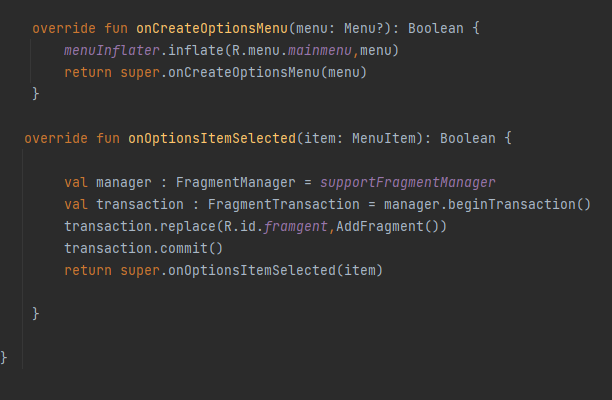 override fun onCreateOptionsMenu(menu: Menu?): Boolean {
menuInflater.inflate(R.menu.mainmenu,menu)
return super.onCreateOptionsMenu(menu)
}
override fun onOptionsItemSelected(item: MenuItem): Boolean {
val manager : FragmentManager = supportFragmentManager
val transaction : FragmentTransaction = manager.beginTransaction()
transaction.replace(R.id.framgent,AddFragment())
transaction.commit()
return super.onOptionsItemSelected(item)
}
}